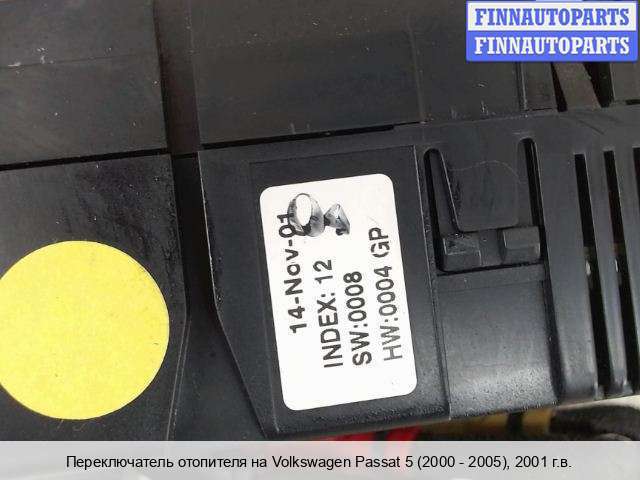 FINNAUTOPARTS
FINNAUTOPARTS
14-Nov-01
INDEX: 12
SW:0008
HW:0004 GP
Переключатель отопителя на Volkswagen Passat 5 (2000 - 2005), 2001 г.в.